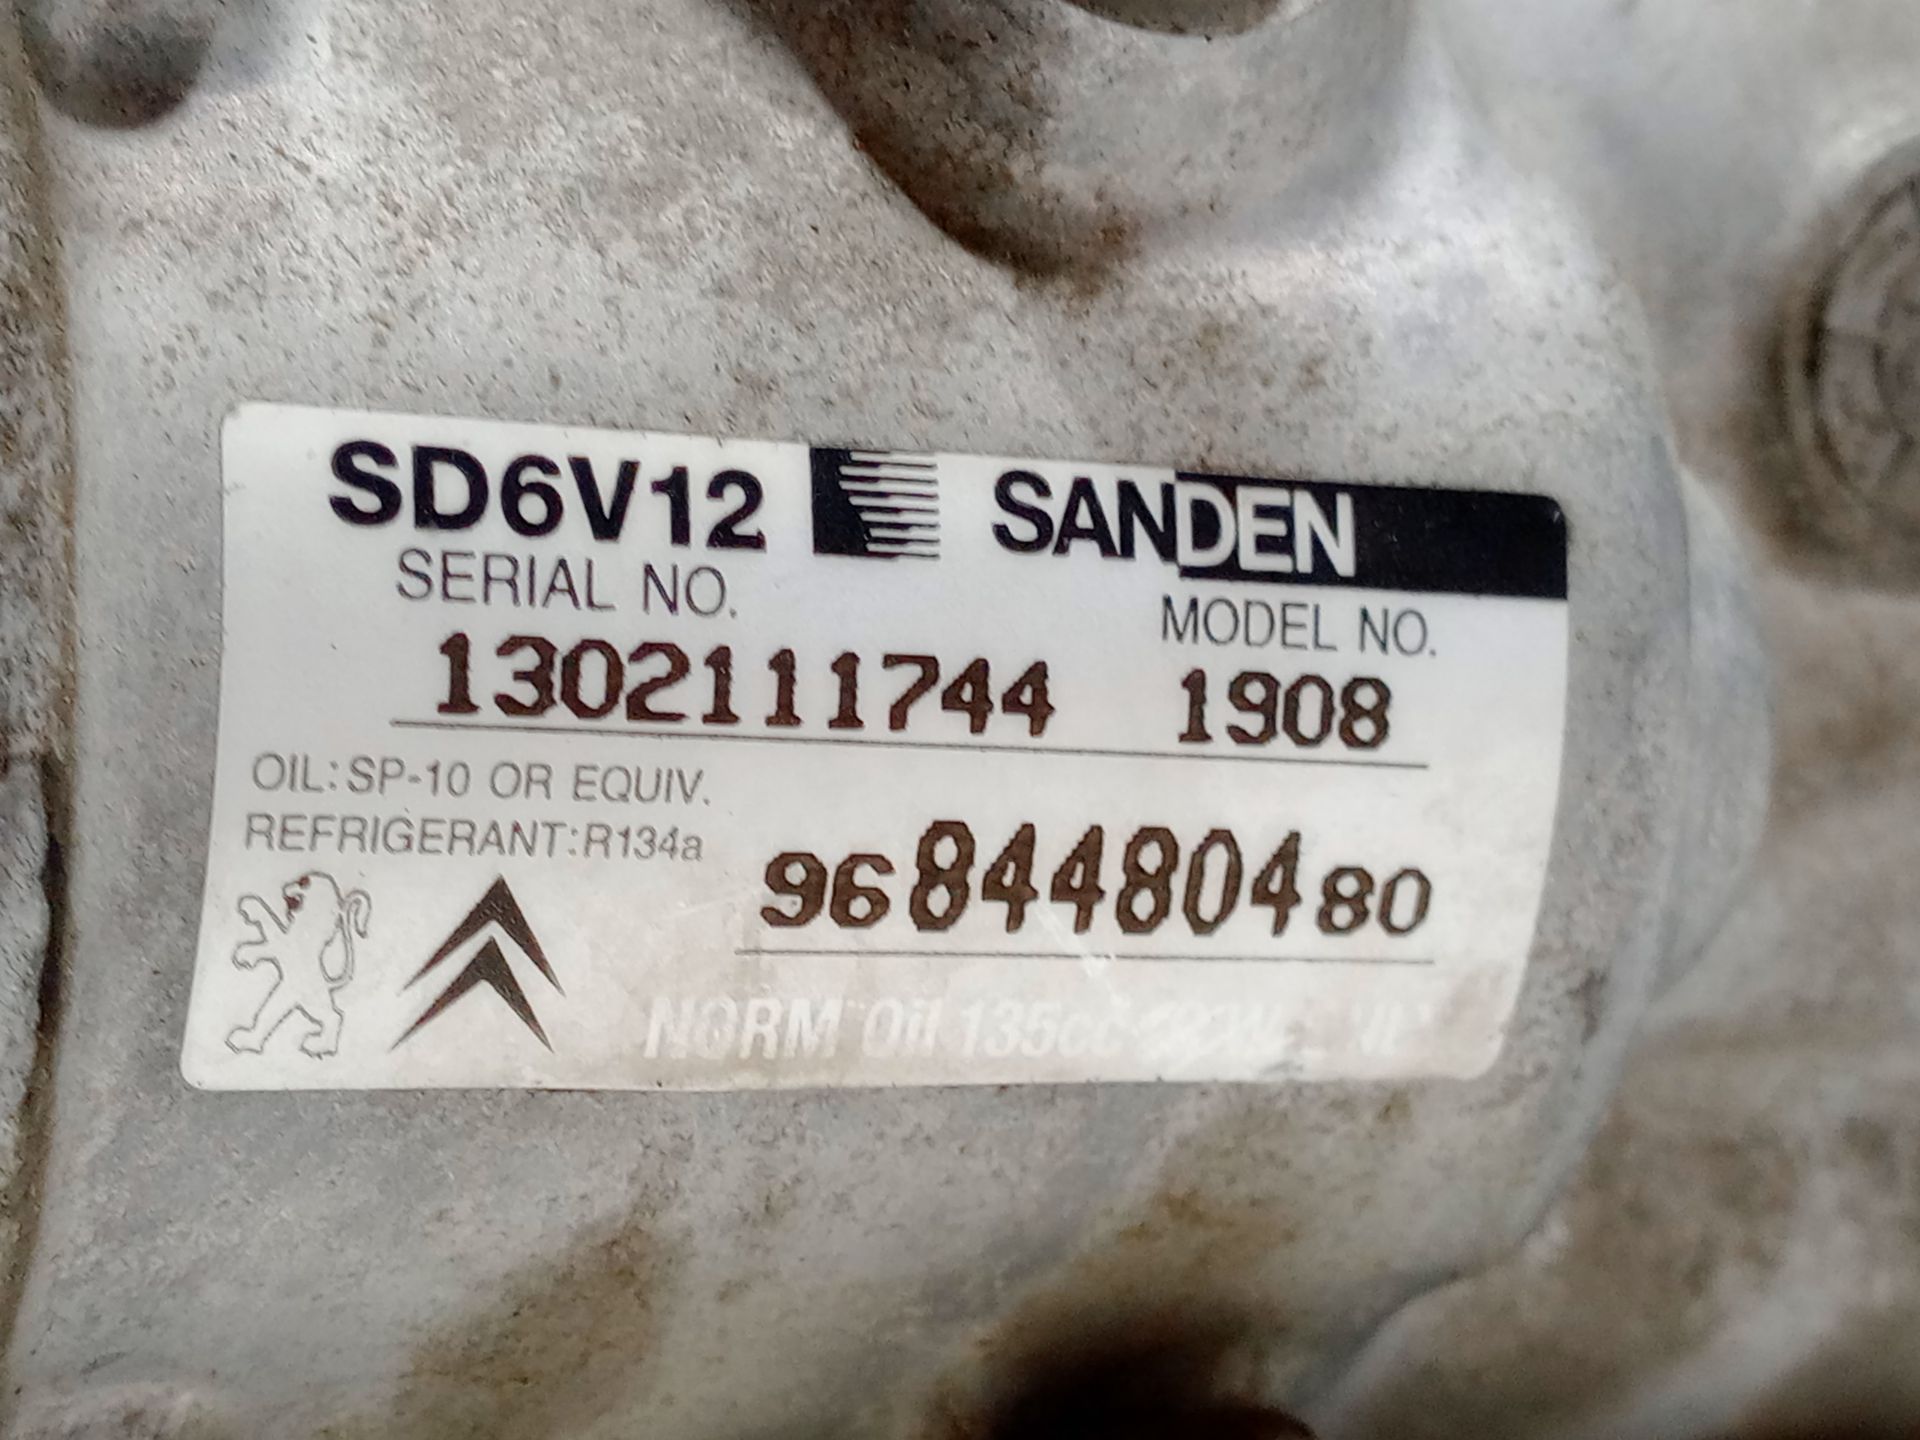 SD6V12 SANDEN
SERIAL NO. MODEL NO.
1302111744 1908
OIL:SP-10 OR EQUIV.
REFRIGERANT:R134a
9684480480
NORM Oil 135cc